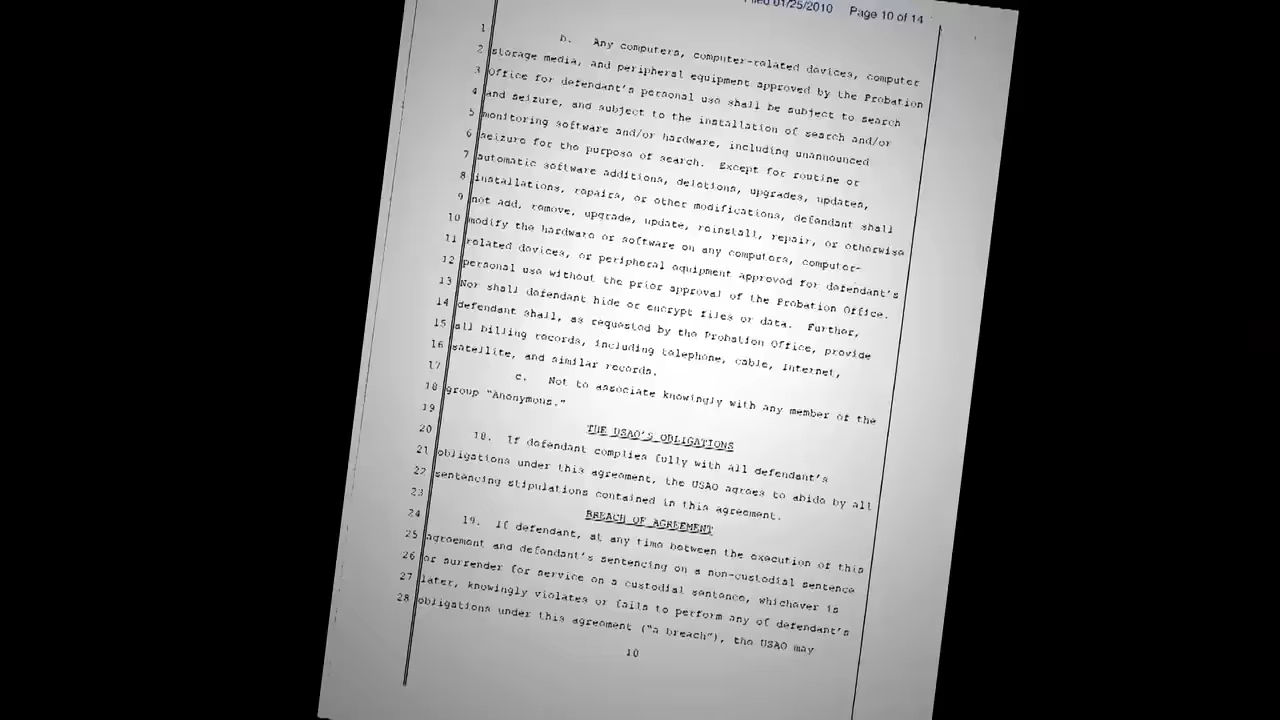 Filed 01/25/2010 Page 10 of 14
1 b. Any computers, computer-related devices, computer
2 storage media, and peripheral equipment approved by the Probation
3 Office for defendant's personal use shall be subject to search
4 and seizure, and subject to the installation of search and/or
5 monitoring software and/or hardware, including unannounced
6 seizure for the purpose of search. Except for routine or
7 automatic software additions, deletions, upgrades, updates,
8 installations, repairs, or other modifications, defendant shall
9 not add, remove, upgrade, update, reinstall, repair, or otherwise
10 modify the hardware or software on any computers, computer-
11 related devices, or peripheral equipment approved for defendant's
12 personal use without the prior approval of the Probation Office.
13 Nor shall defendant hide or encrypt files or data. Further,
14 defendant shall, as requested by the Probation Office, provide
15 all billing records, including telephone, cable, Internet,
16 satellite, and similar records.
17 c. Not to associate knowingly with any member of the
18 group "Anonymous."
19 THE USAO'S OBLIGATIONS
20 18. If defendant complies fully with all defendant's
21 obligations under this agreement, the USAO agrees to abide by all
22 sentencing stipulations contained in this agreement.
23 BREACH OF AGREEMENT
24 19. If defendant, at any time between the execution of this
25 agreement and defendant's sentencing on a non-custodial sentence
26 or surrender for service on a custodial sentence, whichever is
27 later, knowingly violates or fails to perform any of defendant's
28 obligations under this agreement ("a breach"), the USAO may
10